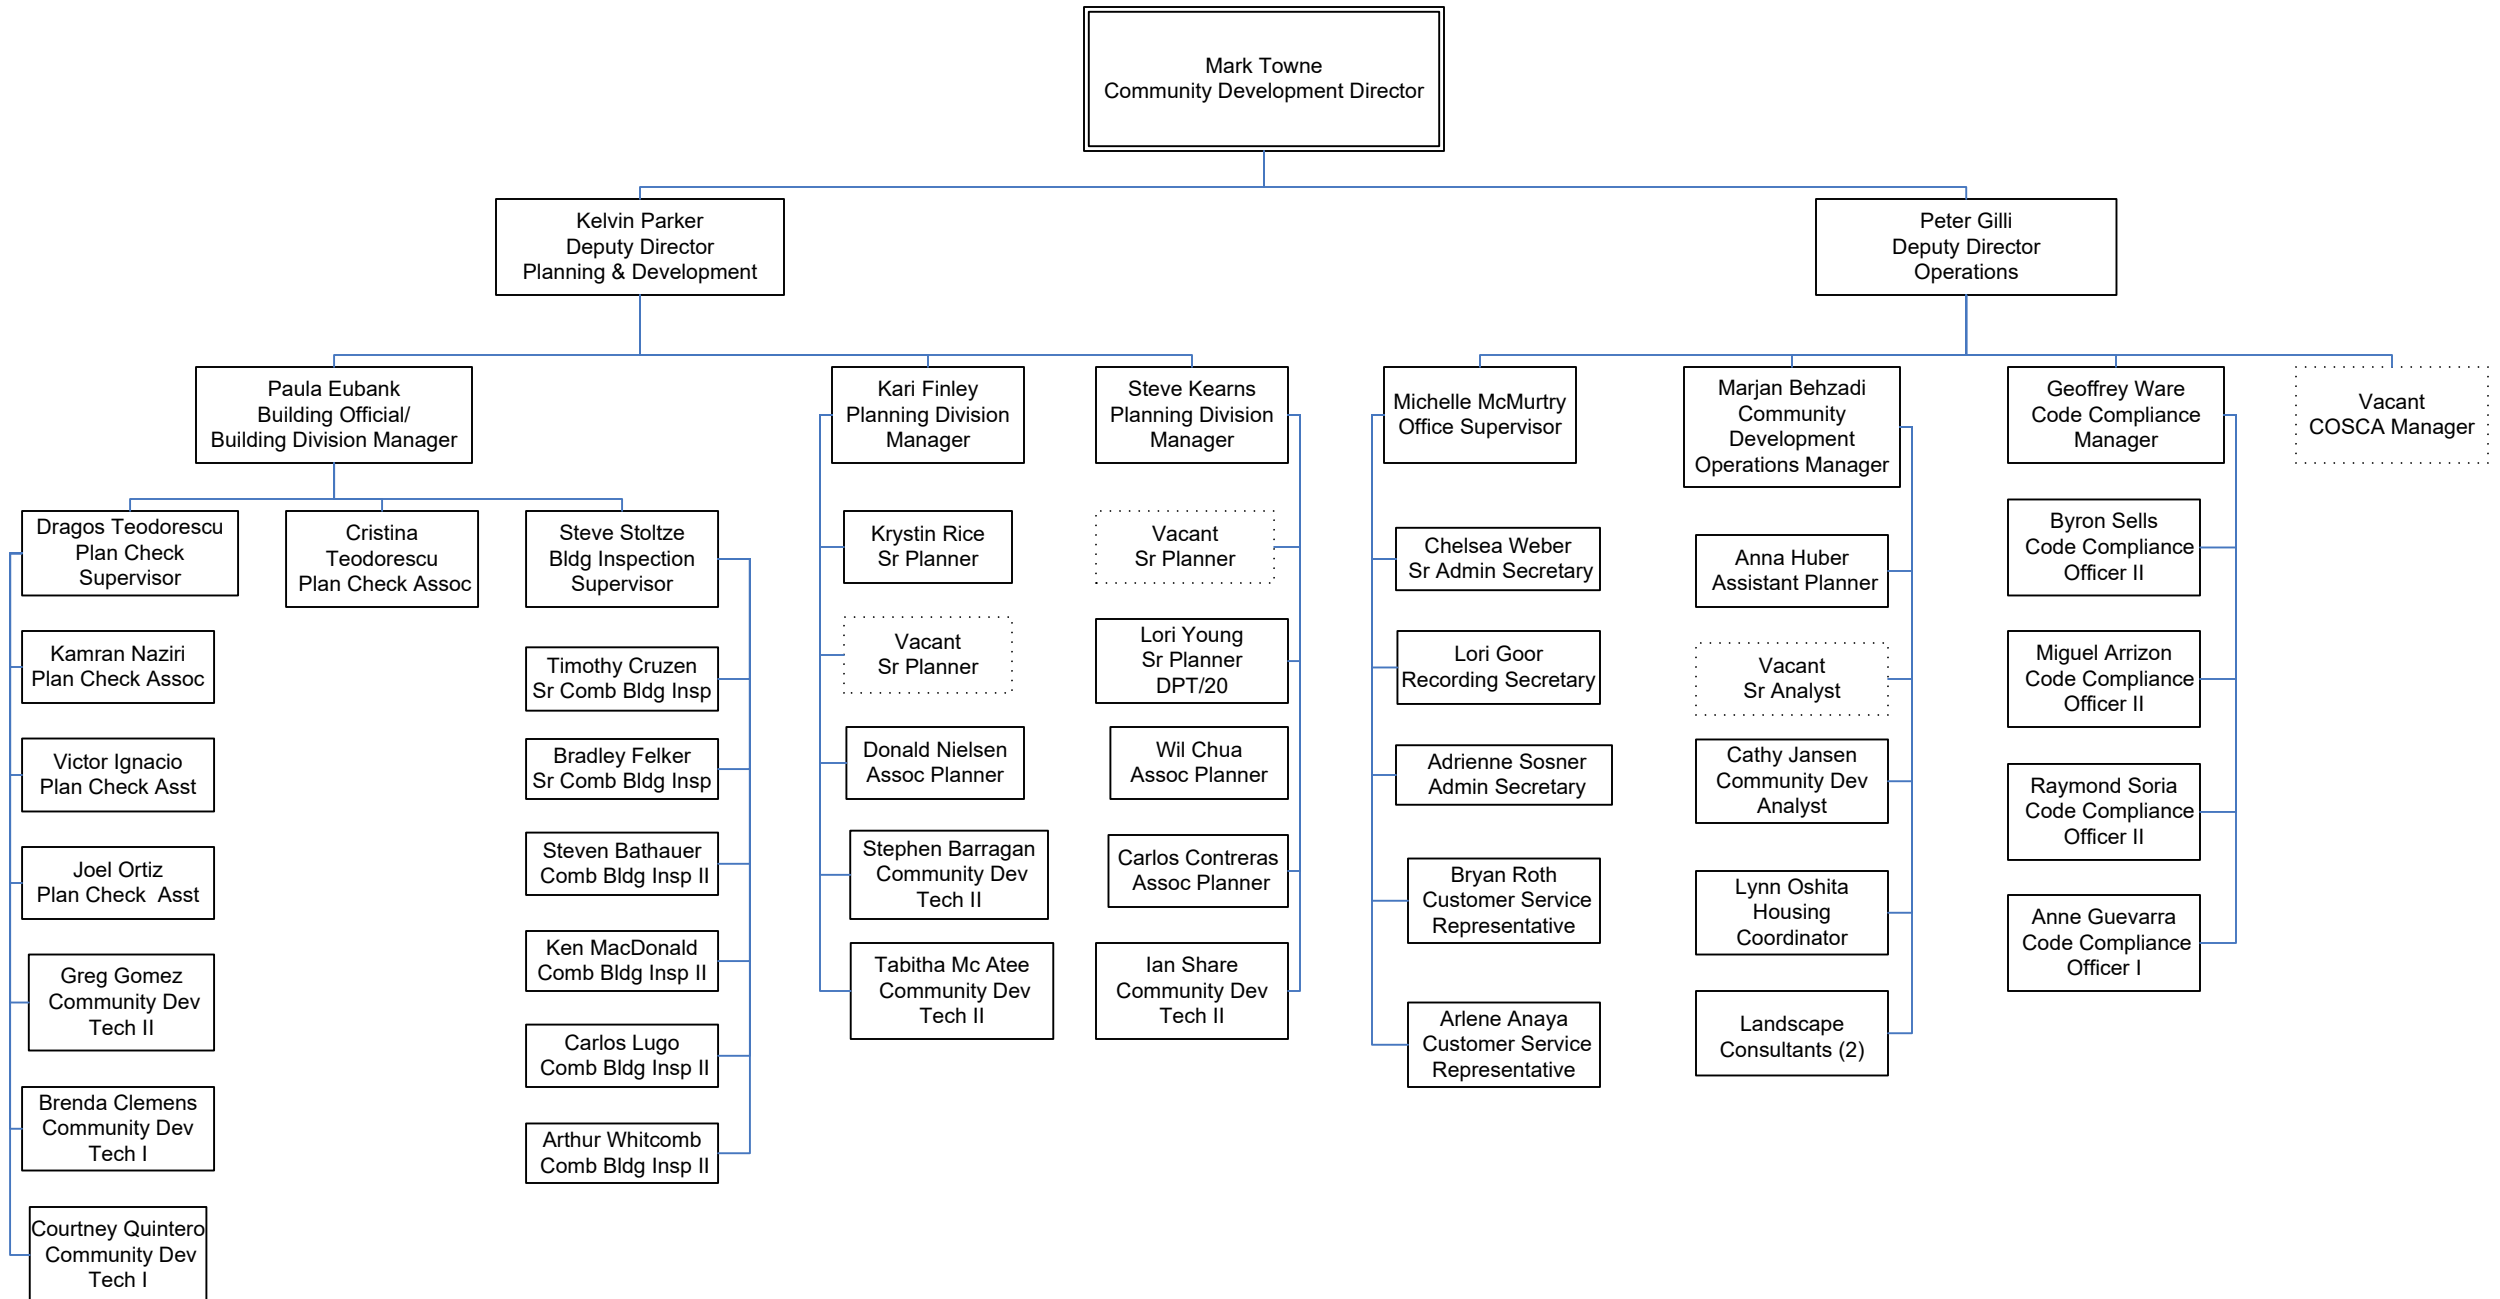 Mark Towne
Community Development Director
Kelvin Parker
Deputy Director
Planning & Development
Peter Gilli
Deputy Director
Operations
Paula Eubank
Building Official/
Building Division Manager
Kari Finley
Planning Division
Manager
Steve Kearns
Planning Division
Manager
Michelle McMurtry
Office Supervisor
Marjan Behzadi
Community
Development
Operations Manager
Geoffrey Ware
Code Compliance
Manager
Vacant
COSCA Manager
Dragos Teodorescu
Plan Check
Supervisor
Cristina
Teodorescu
Plan Check Assoc
Steve Stoltze
Bldg Inspection
Supervisor
Kamran Naziri
Plan Check Assoc
Victor Ignacio
Plan Check Asst
Joel Ortiz
Plan Check  Asst
Greg Gomez
Community Dev
Tech II
Brenda Clemens
Community Dev
Tech I
Courtney Quintero
Community Dev
Tech I
Timothy Cruzen
Sr Comb Bldg Insp
Bradley Felker
Sr Comb Bldg Insp
Steven Bathauer
Comb Bldg Insp II
Ken MacDonald
Comb Bldg Insp II
Carlos Lugo
Comb Bldg Insp II
Arthur Whitcomb
Comb Bldg Insp II
Krystin Rice
Sr Planner
Vacant
Sr Planner
Donald Nielsen
Assoc Planner
Stephen Barragan
Community Dev
Tech II
Tabitha Mc Atee
Community Dev
Tech II
Vacant
Sr Planner
Lori Young
Sr Planner
DPT/20
Wil Chua
Assoc Planner
Carlos Contreras
Assoc Planner
Ian Share
Community Dev
Tech II
Chelsea Weber
Sr Admin Secretary
Lori Goor
Recording Secretary
Adrienne Sosner
Admin Secretary
Bryan Roth
Customer Service
Representative
Arlene Anaya
Customer Service
Representative
Anna Huber
Assistant Planner
Vacant
Sr Analyst
Cathy Jansen
Community Dev
Analyst
Lynn Oshita
Housing
Coordinator
Landscape
Consultants (2)
Byron Sells
Code Compliance
Officer II
Miguel Arrizon
Code Compliance
Officer II
Raymond Soria
Code Compliance
Officer II
Anne Guevarra
Code Compliance
Officer I